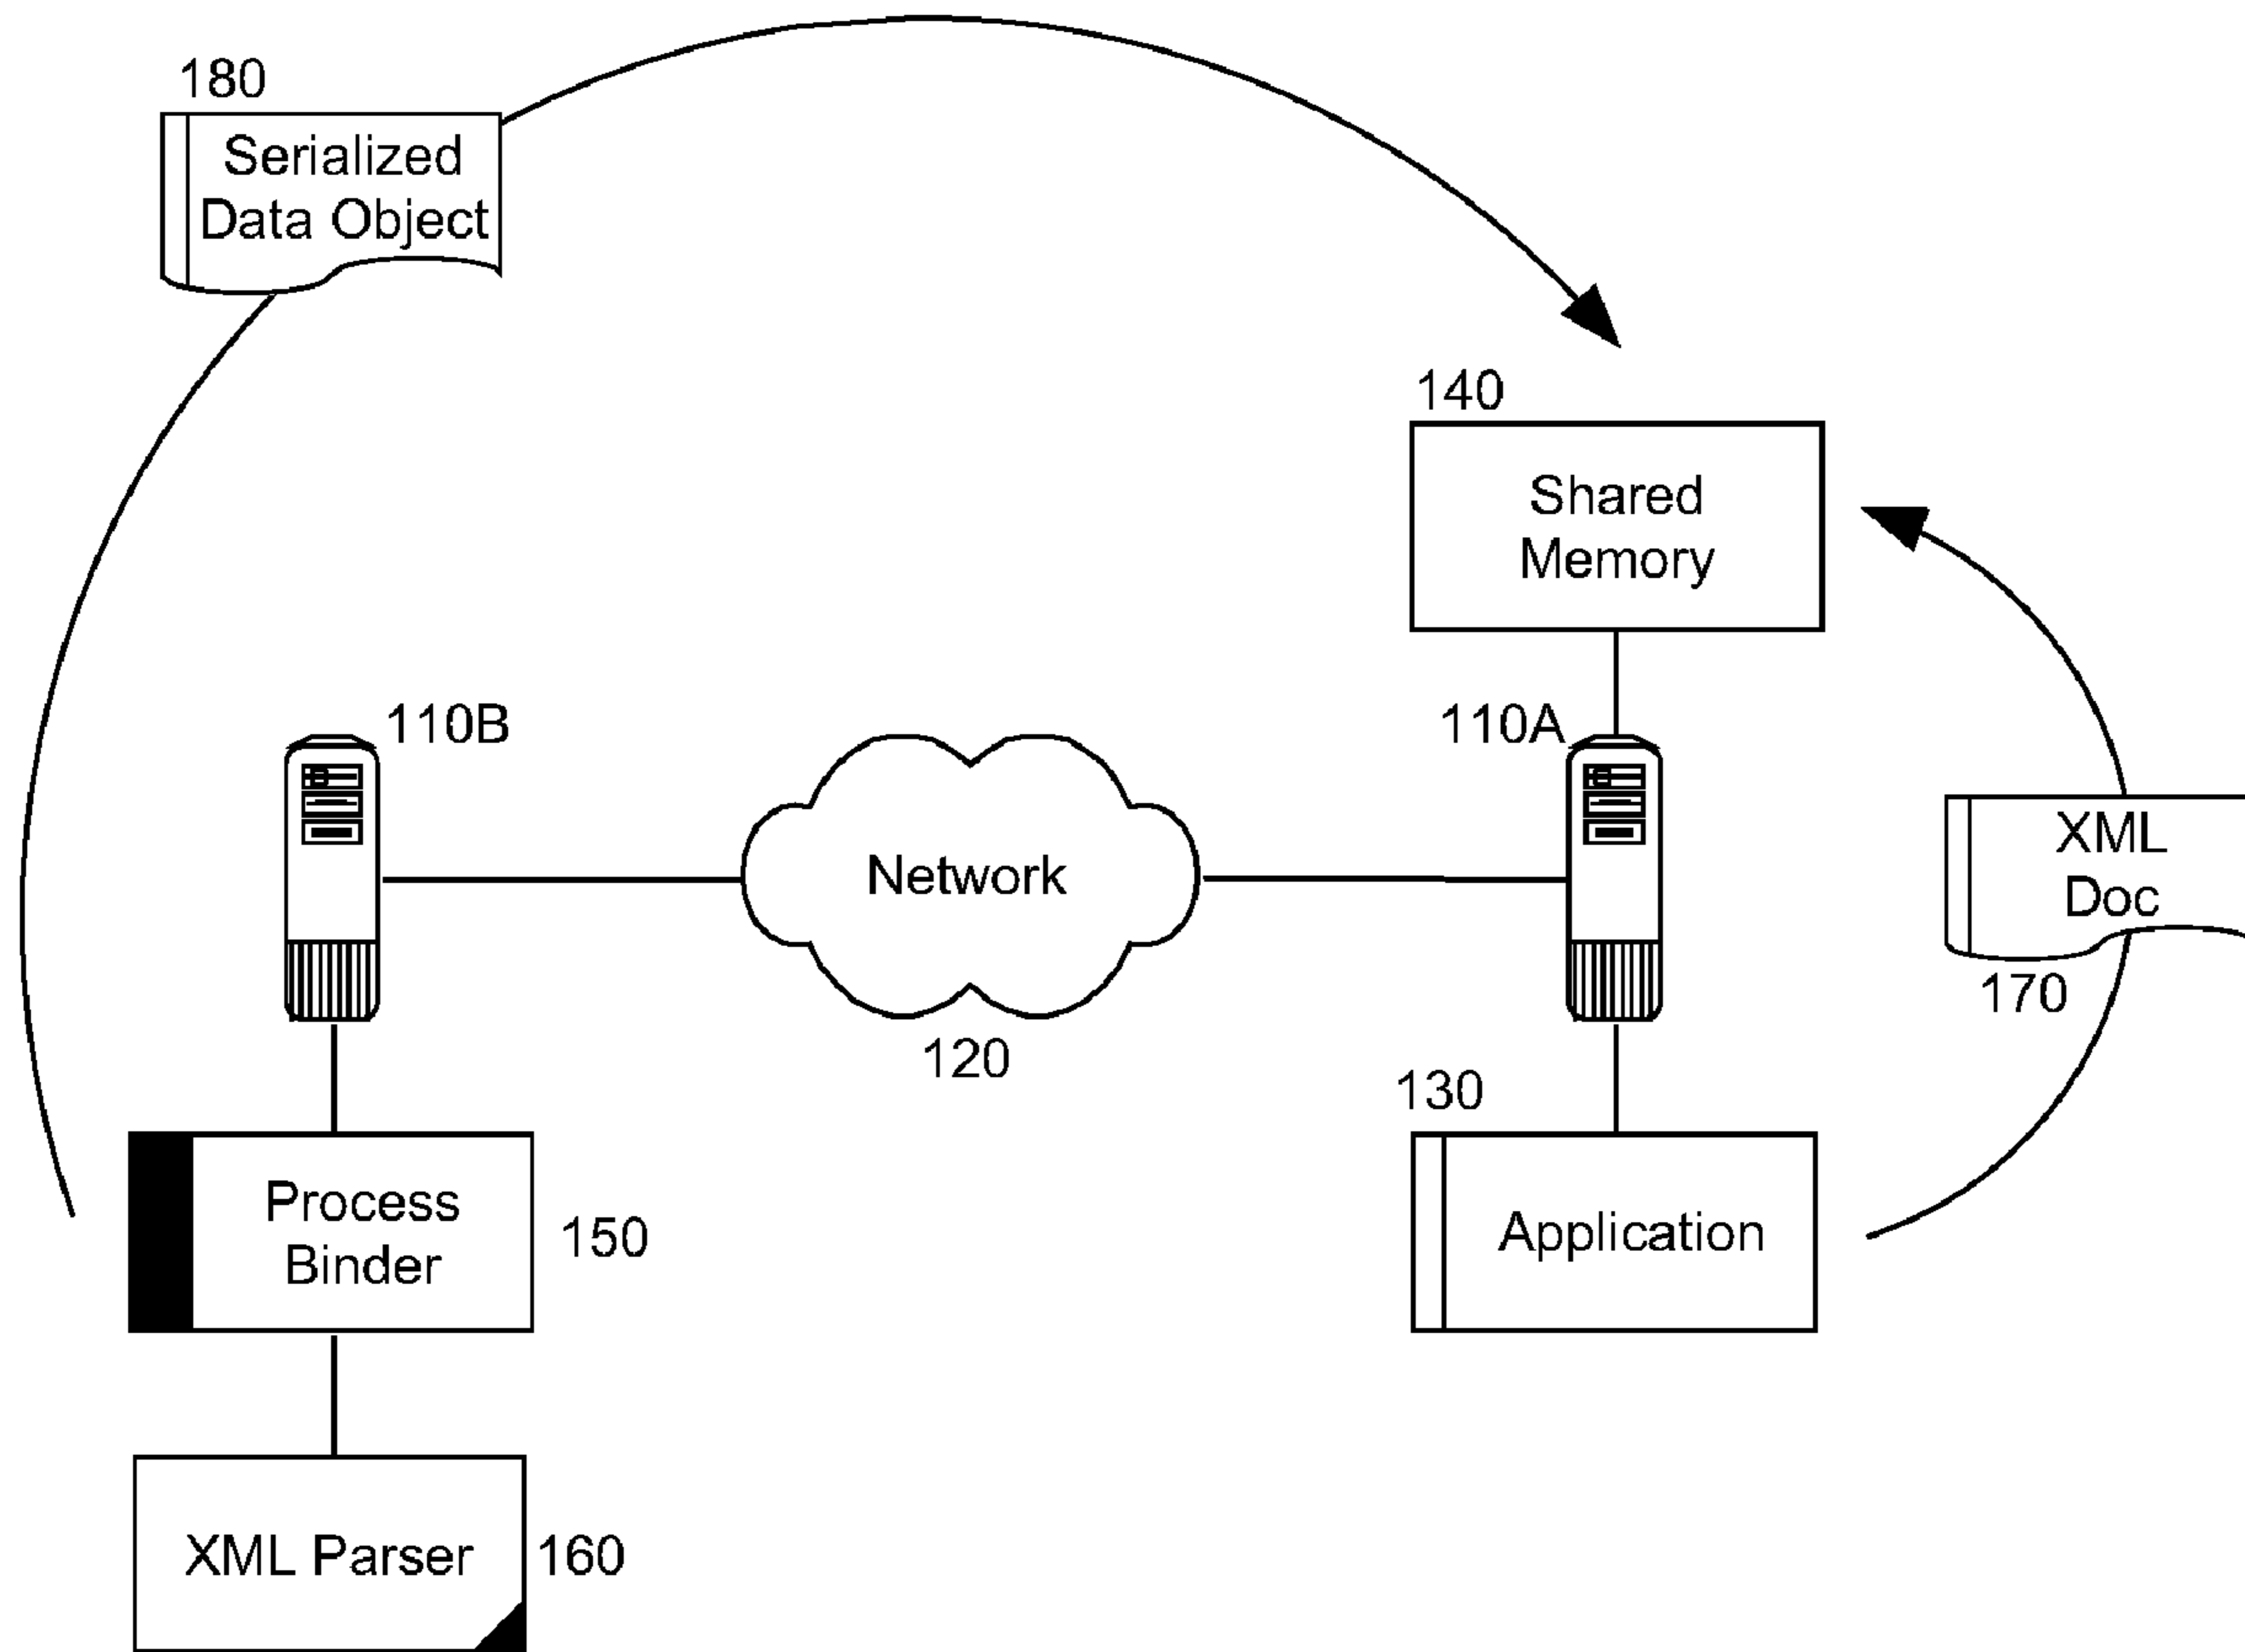 180
Serialized
Data Object
140
Shared
Memory
110B
110A
Network
120
XML
Doc
170
130
Process
Binder
150
Application
XML Parser
160